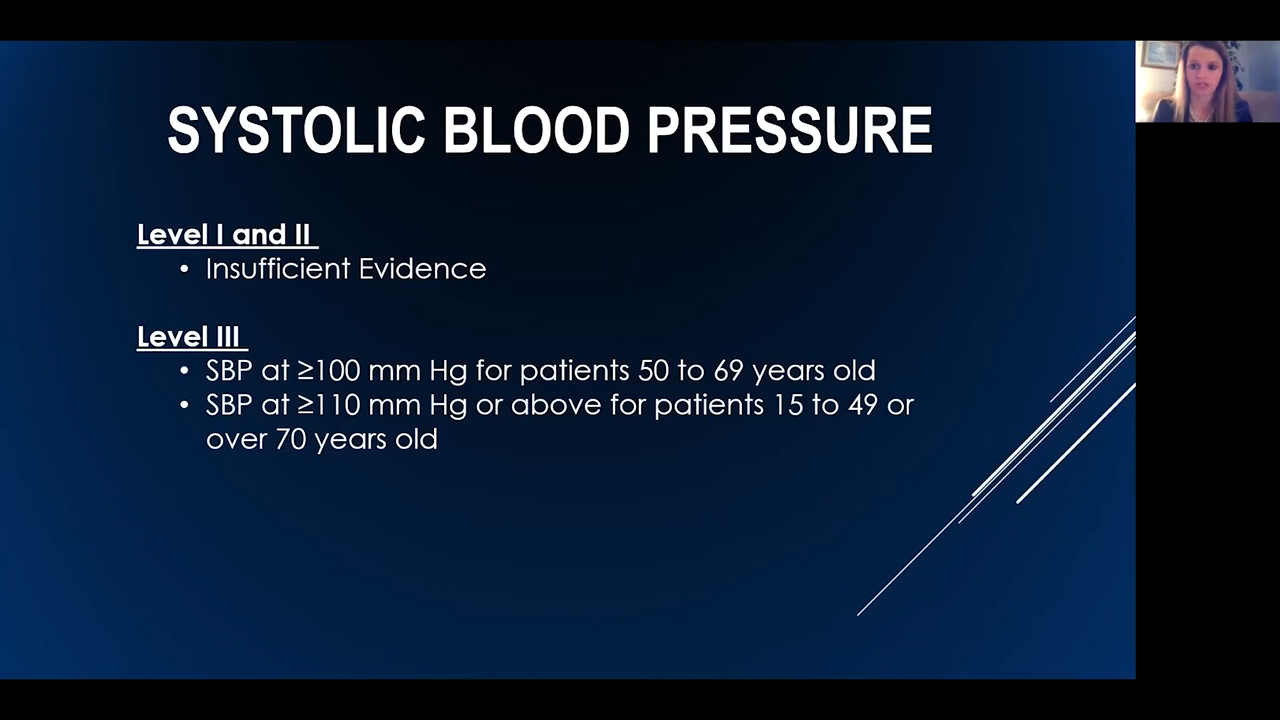 SYSTOLIC BLOOD PRESSURE
Level I and II
• Insufficient Evidence
Level III
• SBP at ≥100 mm Hg for patients 50 to 69 years old
• SBP at ≥110 mm Hg or above for patients 15 to 49 or
over 70 years old